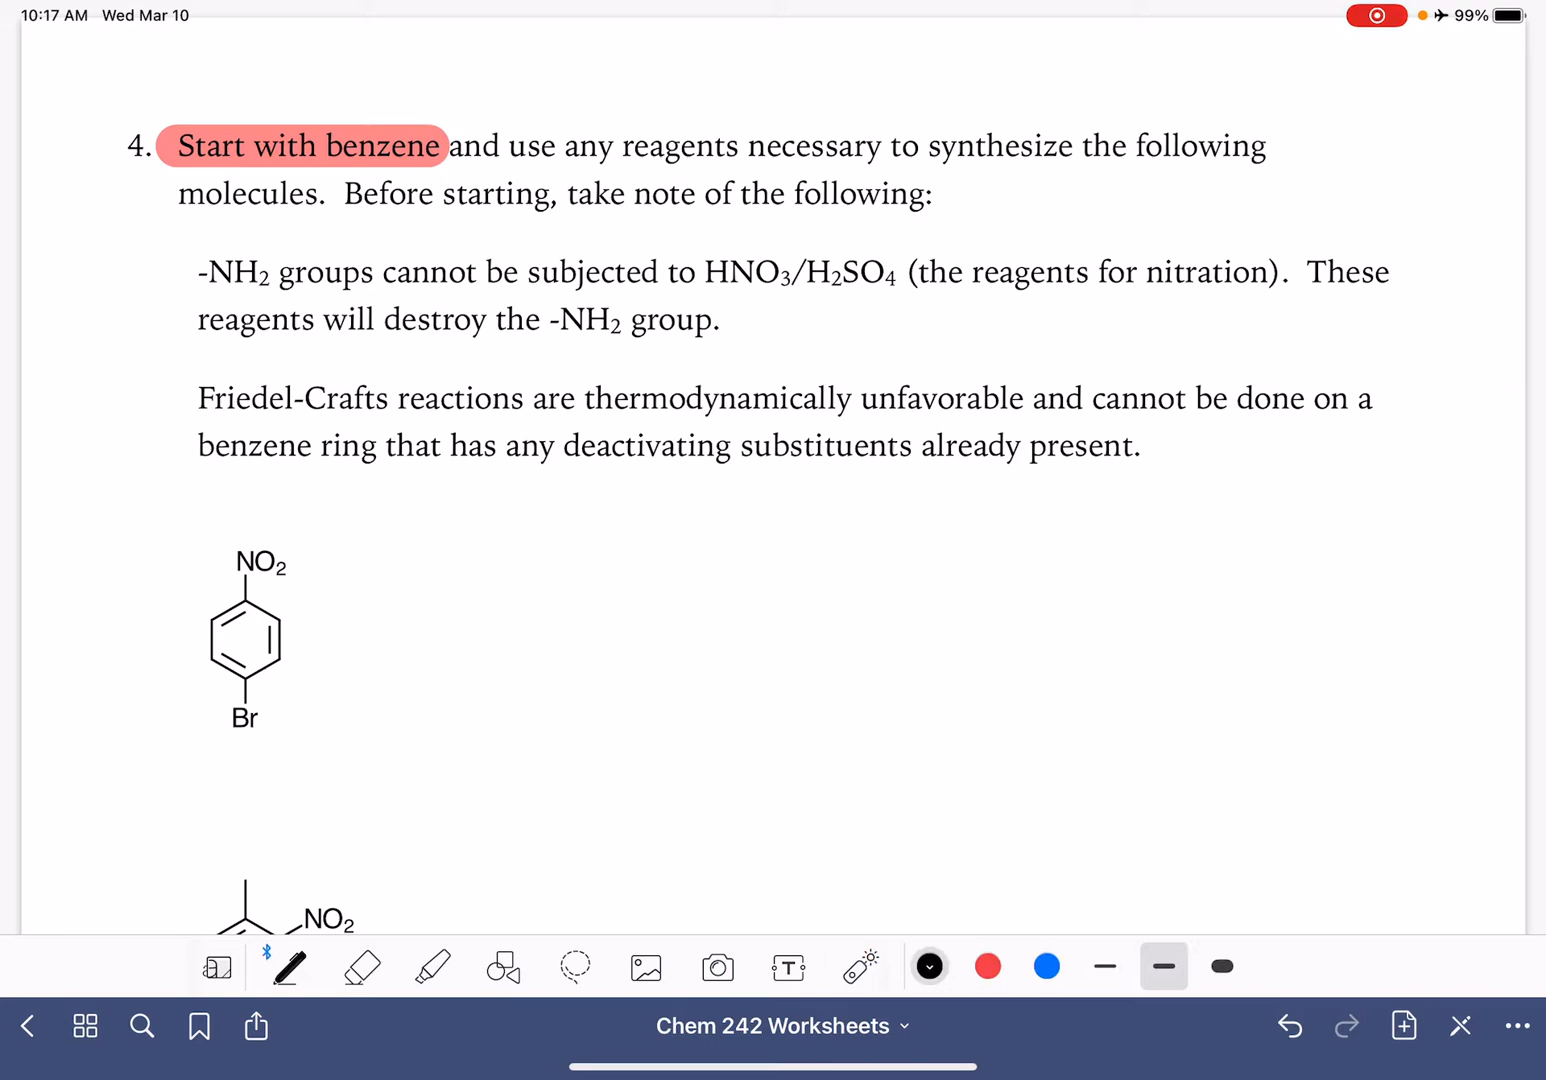 10:17 AM Wed Mar 10
99%
4. Start with benzene and use any reagents necessary to synthesize the following
molecules. Before starting, take note of the following:
-NH₂ groups cannot be subjected to HNO₃/H₂SO₄ (the reagents for nitration). These
reagents will destroy the -NH₂ group.
Friedel-Crafts reactions are thermodynamically unfavorable and cannot be done on a
benzene ring that has any deactivating substituents already present.
NO₂
Br
NO₂
a
T
Chem 242 Worksheets